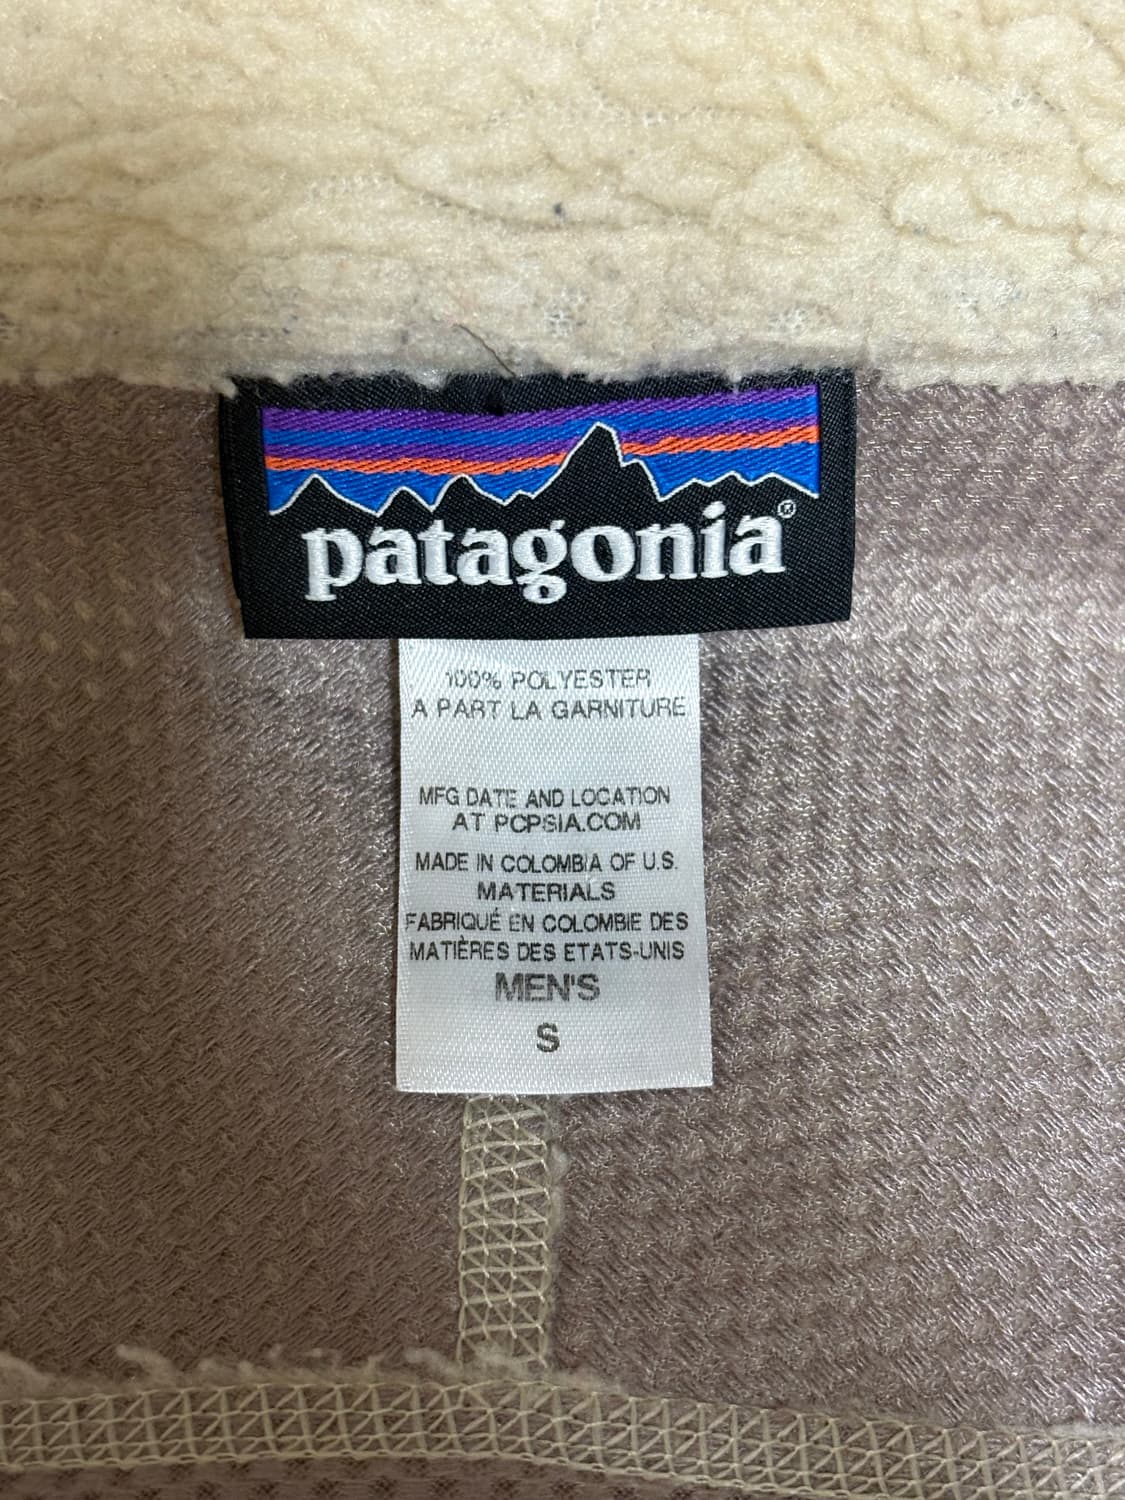 patagonia®
100% POLYESTER
A PART LA GARNITURE
MFG DATE AND LOCATION
AT PCPSIA.COM
MADE IN COLOMBIA OF U.S.
MATERIALS
FABRIQUÉ EN COLOMBIE DES
MATIÈRES DES ETATS-UNIS
MEN'S
S